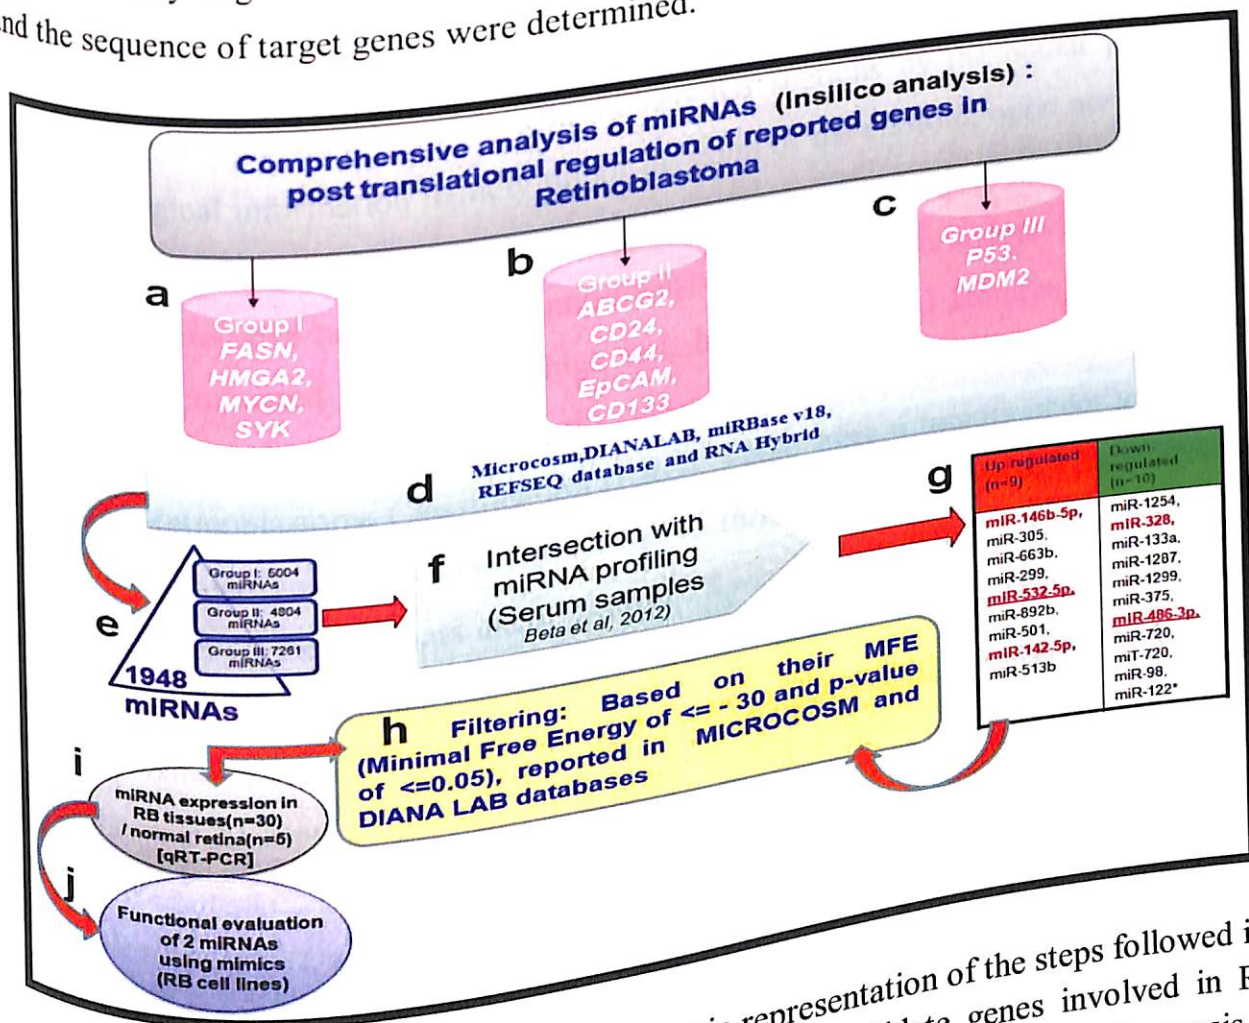 nd the sequence of target genes were determined.
Comprehensive analysis of miRNAs (Insilico analysis) :
post translational regulation of reported genes in
Retinoblastoma
a
b
c
Group I
FASN,
HMGA2,
MYCN,
SYK
Group II
ABCG2,
CD24,
CD44,
EpCAM,
CD133
Group III
P53.
MDM2
d
Microcosm,DIANALAB, miRBase v18,
REFSEQ database and RNA Hybrid
e
Group I: 5004
miRNAs
Group II: 4804
miRNAs
Group III:7261
miRNAs
1948
miRNAs
f
Intersection with
miRNA profiling
(Serum samples
Beta et al, 2012)
g
Up regulated
(n=9)
miR-146b-5p,
miR-305,
miR-663b,
miR-299,
miR-532-5p,
miR-892b,
miR-501,
miR-142-5p,
miR-513b
Down-
regulated
(n=10)
miR-1254,
miR-328,
miR-133a,
miR-1287,
miR-1299,
miR-375,
miR-486-3p,
miR-720,
miT-720,
miR-98,
miR-122*
h Filtering: Based on their MFE
(Minimal Free Energy of <= - 30 and p-value
of <=0.05), reported in MICROCOSM and
DIANA LAB databases
i
miRNA expression in
RB tissues(n=30)
/ normal retina(n=5)
[qRT-PCR]
j
Functional evaluation
of 2 miRNAs
using mimics
(RB cell lines)
representation of the steps followed i
genes involved in